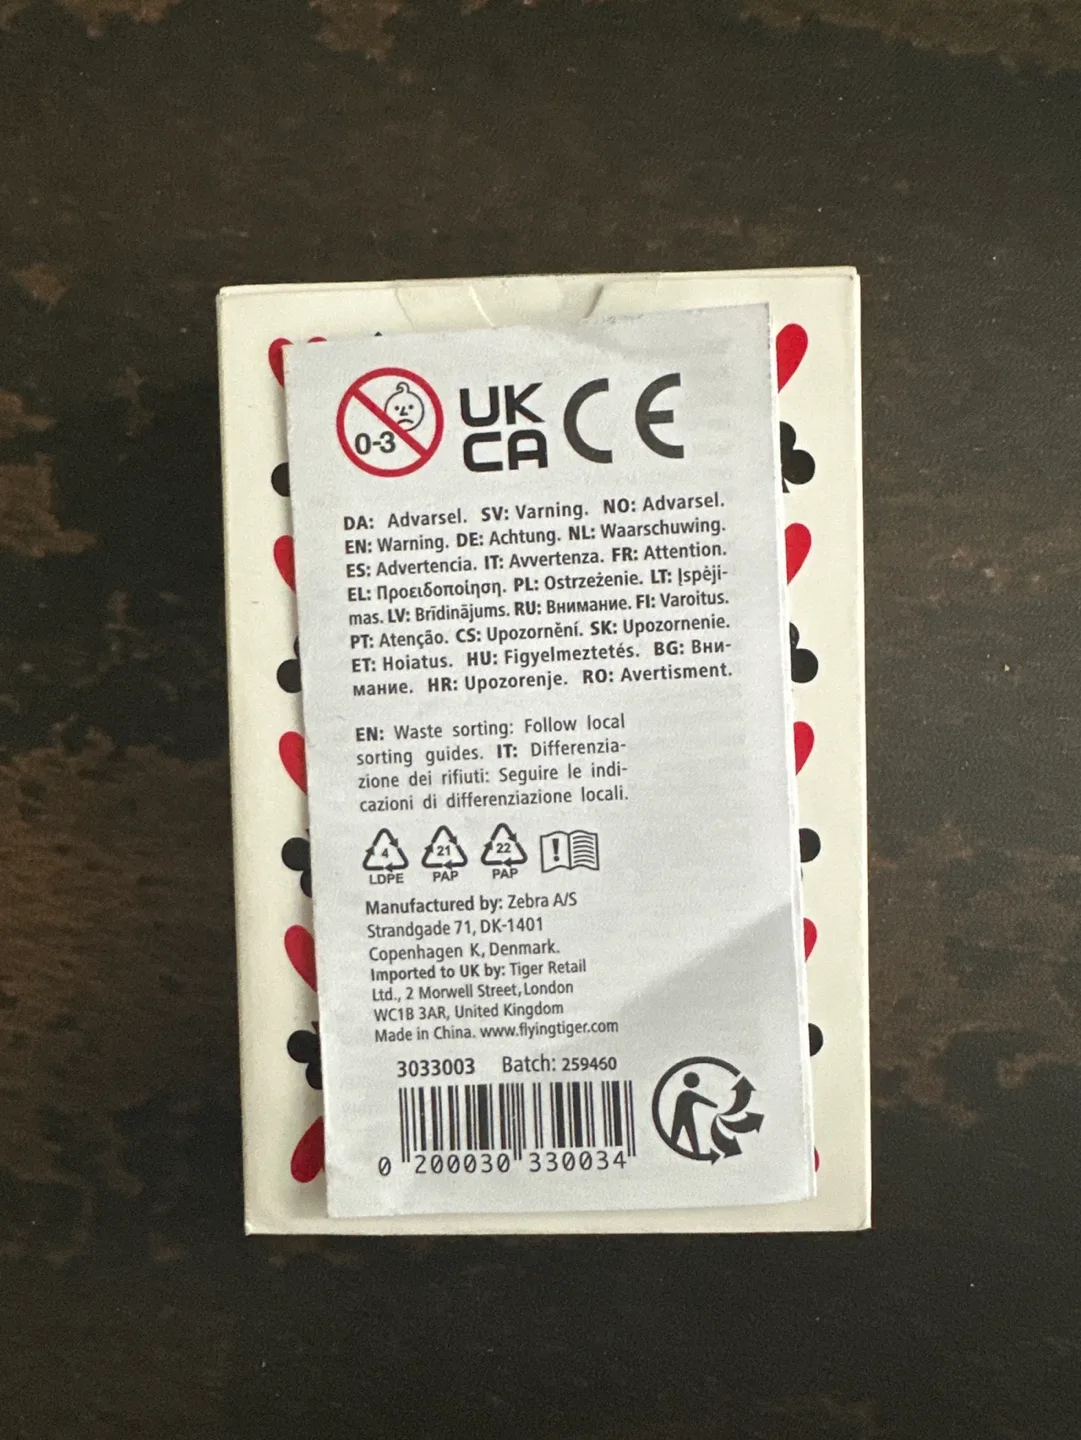 0-3
UK
CA
CE
DA: Advarsel. SV: Varning. NO: Advarsel.
EN: Warning. DE: Achtung. NL: Waarschuwing.
ES: Advertencia. IT: Avvertenza. FR: Attention.
EL: Προειδοποίηση. PL: Ostrzeżenie. LT: Įspėji-
mas. LV: Brīdinājums. RU: Внимание. FI: Varoitus.
PT: Atenção. CS: Upozornění. SK: Upozornenie.
ET: Hoiatus. HU: Figyelmeztetés. BG: Вни-
мание. HR: Upozorenje. RO: Avertisment.
EN: Waste sorting: Follow local
sorting guides. IT: Differenzia-
zione dei rifiuti: Seguire le indi-
cazioni di differenziazione locali.
4 21 22 !
LDPE PAP PAP
Manufactured by: Zebra A/S
Strandgade 71, DK-1401
Copenhagen K, Denmark.
Imported to UK by: Tiger Retail
Ltd., 2 Morwell Street, London
WC1B 3AR, United Kingdom
Made in China. www.flyingtiger.com
3033003 Batch: 259460
0 200030 330034